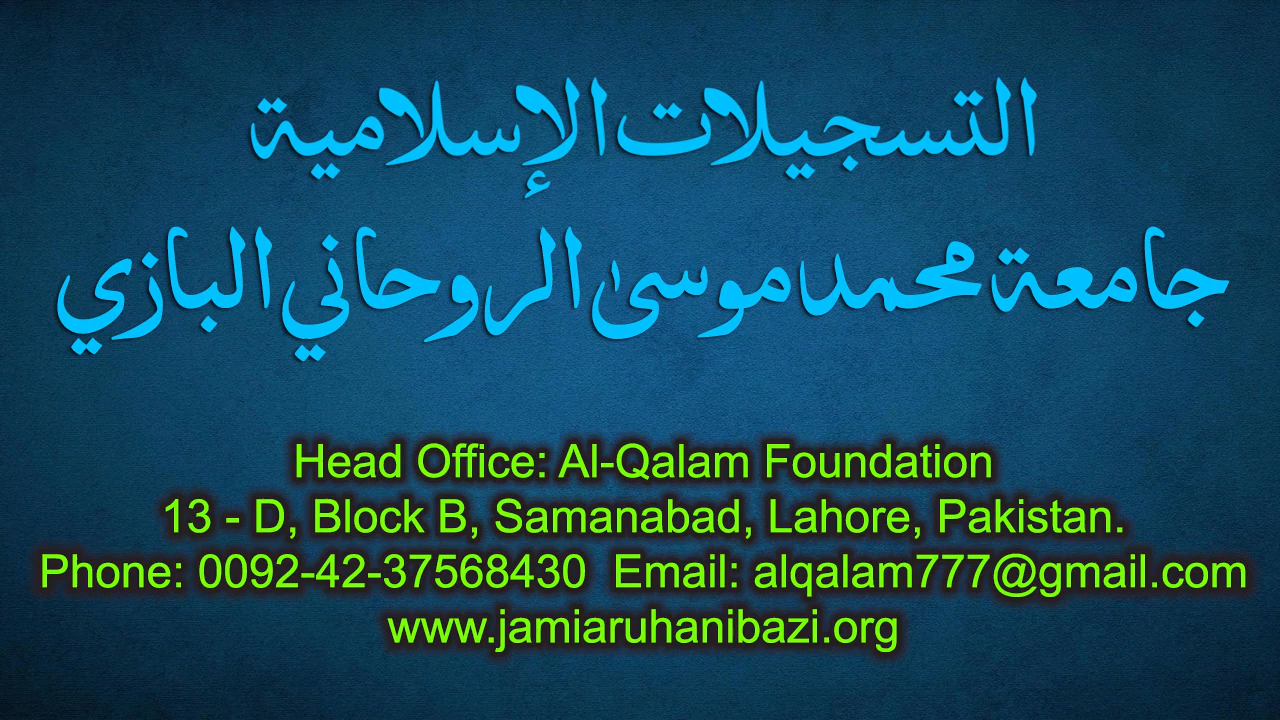 التسجيلات الإسلامية
جامعة محمد موسىٰ الروحاني البازي
Head Office: Al-Qalam Foundation
13 - D, Block B, Samanabad, Lahore, Pakistan.
Phone: 0092-42-37568430 Email: alqalam777@gmail.com
www.jamiaruhanibazi.org